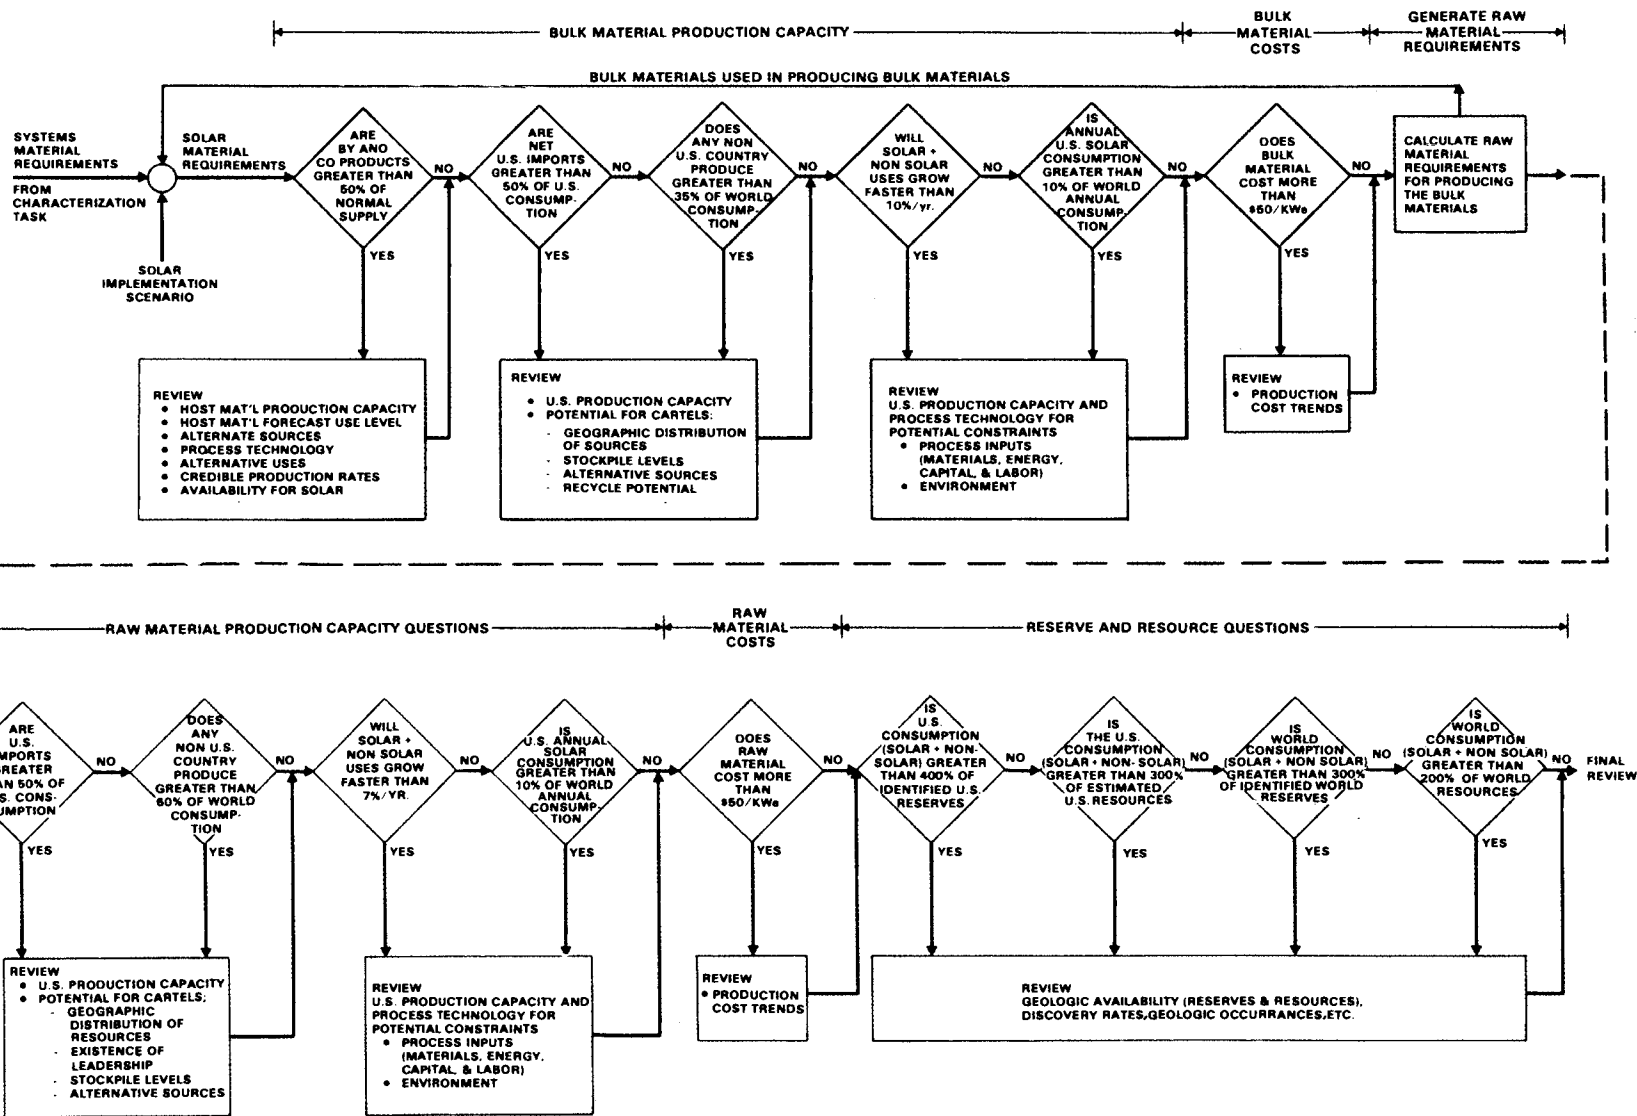 BULK MATERIAL PRODUCTION CAPACITY
BULK
MATERIAL
COSTS
GENERATE RAW
MATERIAL
REQUIREMENTS
BULK MATERIALS USED IN PRODUCING BULK MATERIALS
SYSTEMS
MATERIAL
REQUIREMENTS
FROM
CHARACTERIZATION
TASK
SOLAR
MATERIAL
REQUIREMENTS
SOLAR
IMPLEMENTATION
SCENARIO
ARE
BY ANO
CO PRODUCTS
GREATER THAN
50% OF
NORMAL
SUPPLY
NO
YES
ARE
NET
U.S. IMPORTS
GREATER THAN
50% OF U.S.
CONSUMP-
TION
NO
YES
DOES
ANY NON
U.S. COUNTRY
PRODUCE
GREATER THAN
35% OF WORLD
CONSUMP-
TION
NO
YES
WILL
SOLAR +
NON SOLAR
USES GROW
FASTER THAN
10%/yr.
NO
YES
IS
ANNUAL
U.S. SOLAR
CONSUMPTION
GREATER THAN
10% OF WORLD
ANNUAL
CONSUMP-
TION
NO
YES
DOES
BULK
MATERIAL
COST MORE
THAN
$50/KWe
NO
YES
CALCULATE RAW
MATERIAL
REQUIREMENTS
FOR PRODUCING
THE BULK
MATERIALS
REVIEW
• HOST MAT'L PRODUCTION CAPACITY
• HOST MAT'L FORECAST USE LEVEL
• ALTERNATE SOURCES
• PROCESS TECHNOLOGY
• ALTERNATIVE USES
• CREDIBLE PRODUCTION RATES
• AVAILABILITY FOR SOLAR
REVIEW
• U.S. PRODUCTION CAPACITY
• POTENTIAL FOR CARTELS:
- GEOGRAPHIC DISTRIBUTION
OF SOURCES
- STOCKPILE LEVELS
- ALTERNATIVE SOURCES
- RECYCLE POTENTIAL
REVIEW
U.S. PRODUCTION CAPACITY AND
PROCESS TECHNOLOGY FOR
POTENTIAL CONSTRAINTS
• PROCESS INPUTS
(MATERIALS, ENERGY,
CAPITAL, & LABOR)
• ENVIRONMENT
REVIEW
• PRODUCTION
COST TRENDS
RAW MATERIAL PRODUCTION CAPACITY QUESTIONS
RAW
MATERIAL
COSTS
RESERVE AND RESOURCE QUESTIONS
ARE
U.S.
MPORTS
GREATER
AN 50% OF
S. CONS-
UMPTION
NO
YES
DOES
ANY
NON U.S.
COUNTRY
PRODUCE
GREATER THAN
60% OF WORLD
CONSUMP-
TION
NO
YES
WILL
SOLAR +
NON SOLAR
USES GROW
FASTER THAN
7%/YR.
NO
YES
IS
U.S. ANNUAL
SOLAR
CONSUMPTION
GREATER THAN
10% OF WORLD
ANNUAL
CONSUMP-
TION
NO
YES
DOES
RAW
MATERIAL
COST MORE
THAN
$50/KWe
NO
YES
IS
U.S.
CONSUMPTION
(SOLAR + NON-
SOLAR) GREATER
THAN 400% OF
IDENTIFIED U.S.
RESERVES
NO
YES
IS
THE U.S.
CONSUMPTION
(SOLAR + NON- SOLAR)
GREATER THAN 300%
OF ESTIMATED
U.S. RESOURCES
NO
YES
IS
WORLD
CONSUMPTION
(SOLAR + NON SOLAR)
GREATER THAN 300%
OF IDENTIFIED WORLD
RESERVES
NO
YES
IS
WORLD
CONSUMPTION
(SOLAR + NON SOLAR)
GREATER THAN
200% OF WORLD
RESOURCES
NO
YES
FINAL
REVIEW
REVIEW
• U.S. PRODUCTION CAPACITY
• POTENTIAL FOR CARTELS;
- GEOGRAPHIC
DISTRIBUTION OF
RESOURCES
- EXISTENCE OF
LEADERSHIP
- STOCKPILE LEVELS
- ALTERNATIVE SOURCES
REVIEW
U.S. PRODUCTION CAPACITY AND
PROCESS TECHNOLOGY FOR
POTENTIAL CONSTRAINTS
• PROCESS INPUTS
(MATERIALS, ENERGY,
CAPITAL, & LABOR)
• ENVIRONMENT
REVIEW
• PRODUCTION
COST TRENDS
REVIEW
GEOLOGIC AVAILABILITY (RESERVES & RESOURCES),
DISCOVERY RATES, GEOLOGIC OCCURRANCES, ETC.